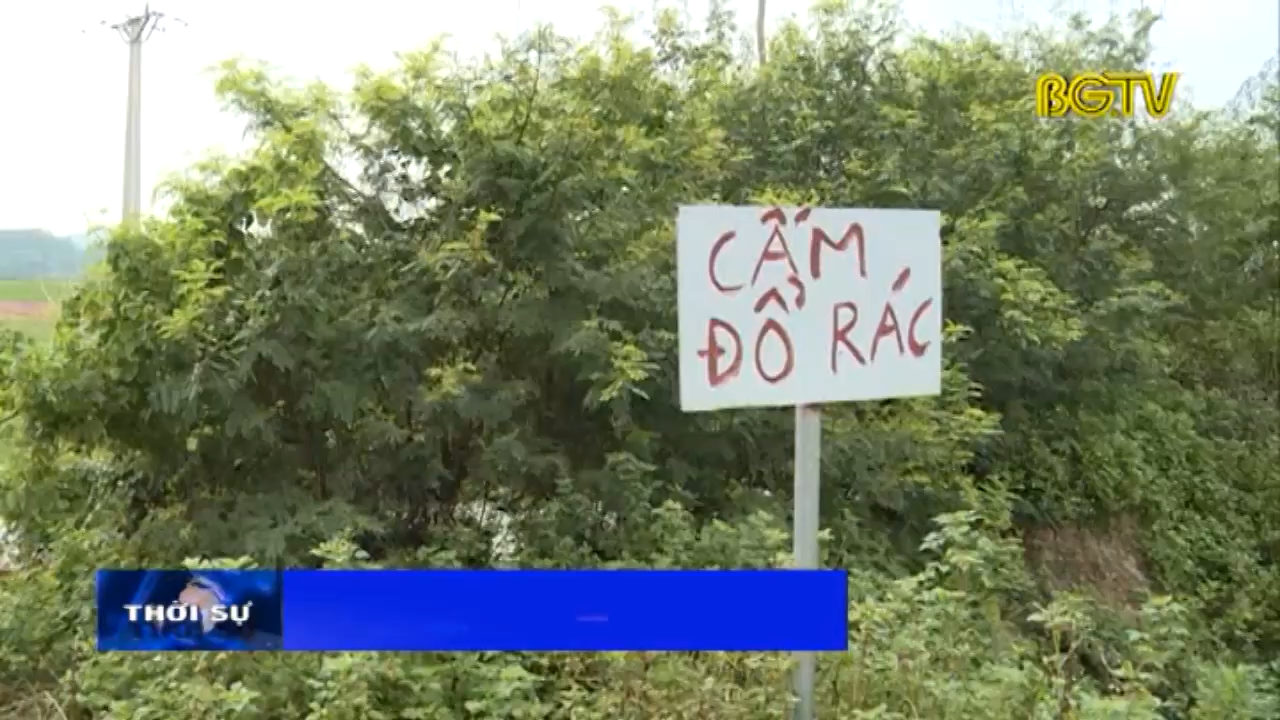 BGTV
CẤM
ĐỔ RÁC
THỜI SỰ